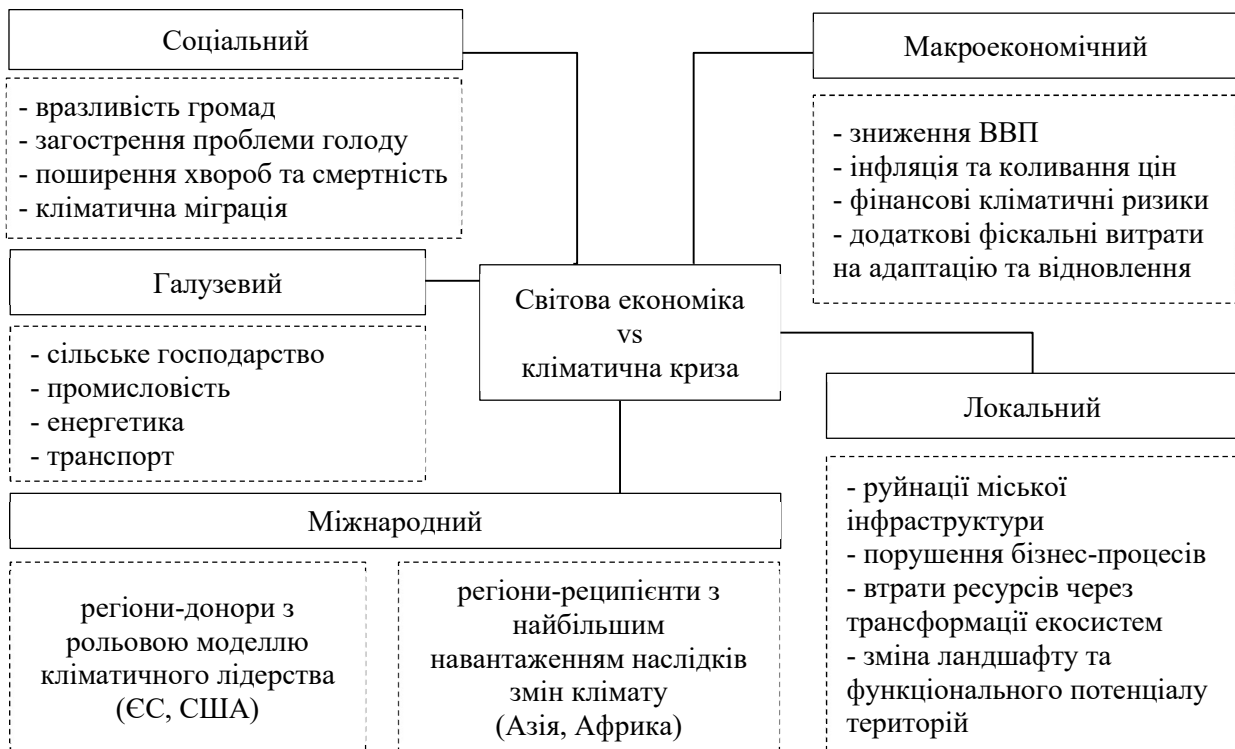 Соціальний
- вразливість громад
- загострення проблеми голоду
- поширення хвороб та смертність
- кліматична міграція
Макроекономічний
- зниження ВВП
- інфляція та коливання цін
- фінансові кліматичні ризики
- додаткові фіскальні витрати
на адаптацію та відновлення
Галузевий
- сільське господарство
- промисловість
- енергетика
- транспорт
Світова економіка
vs
кліматична криза
Локальний
- руйнації міської
інфраструктури
- порушення бізнес-процесів
- втрати ресурсів через
трансформації екосистем
- зміна ландшафту та
функціонального потенціалу
територій
Міжнародний
регіони-донори з
рольовою моделлю
кліматичного лідерства
(ЄС, США)
регіони-реципієнти з
найбільшим
навантаженням наслідків
змін клімату
(Азія, Африка)